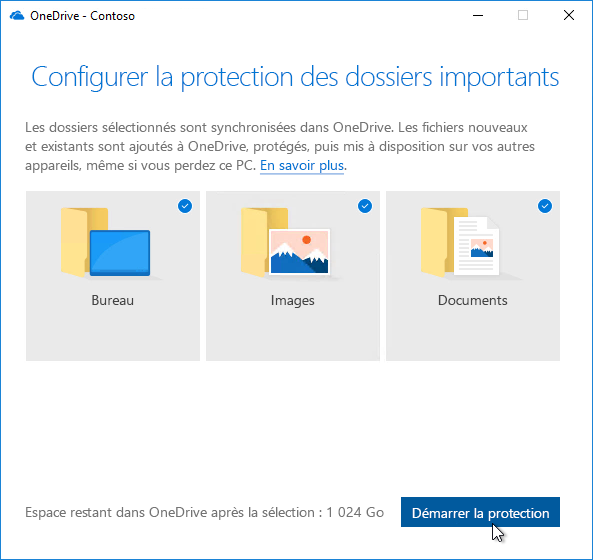 OneDrive - Contoso
Configurer la protection des dossiers importants
Les dossiers sélectionnés sont synchronisées dans OneDrive. Les fichiers nouveaux
et existants sont ajoutés à OneDrive, protégés, puis mis à disposition sur vos autres
appareils, même si vous perdez ce PC. En savoir plus.
Bureau
Images
Documents
Espace restant dans OneDrive après la sélection : 1 024 Go
Démarrer la protection